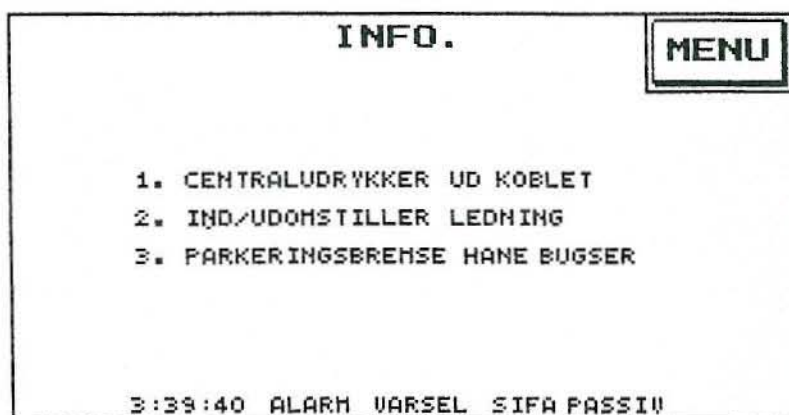 INFO.
MENU
1. CENTRALUDRYKKER UD KOBLET
2. IND/UDOMSTILLER LEDNING
3. PARKERINGSBREMSE HANE BUGSER
3:39:40 ALARM VARSEL SIFA PASSIV